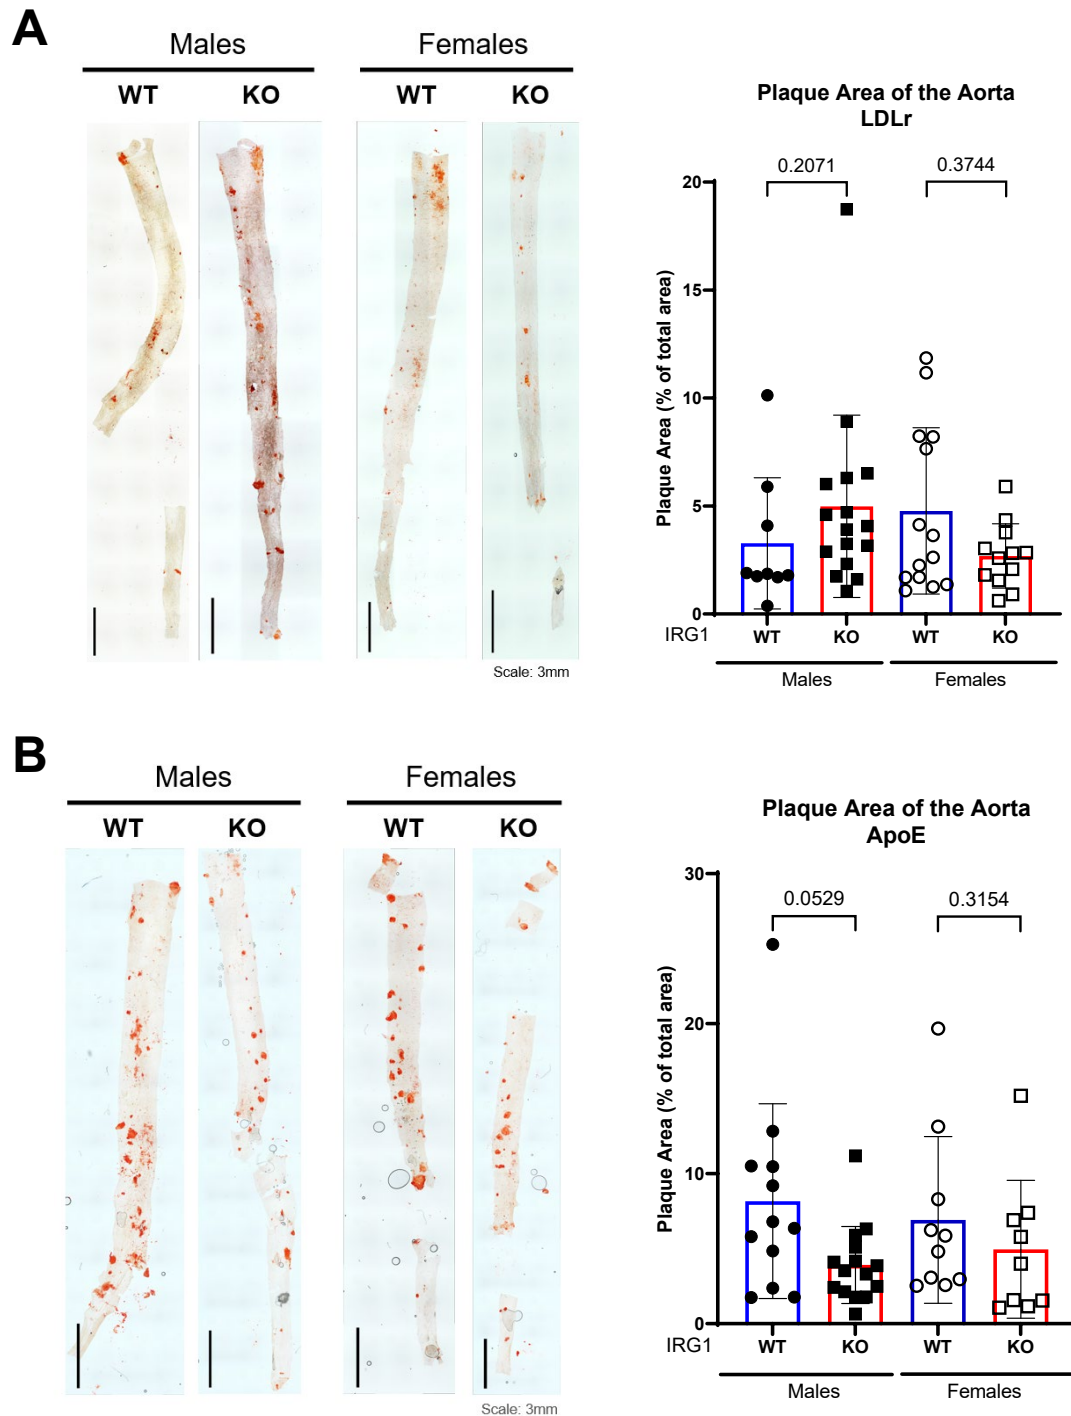 A
Males
Females
WT
KO
WT
KO
Scale: 3mm
Plaque Area of the Aorta
LDLr
0.2071
0.3744
Plaque Area (% of total area)
20
15
10
5
0
IRG1
WT
KO
WT
KO
Males
Females
B
Males
Females
WT
KO
WT
KO
Scale: 3mm
Plaque Area of the Aorta
ApoE
0.0529
0.3154
Plaque Area (% of total area)
30
20
10
0
IRG1
WT
KO
WT
KO
Males
Females